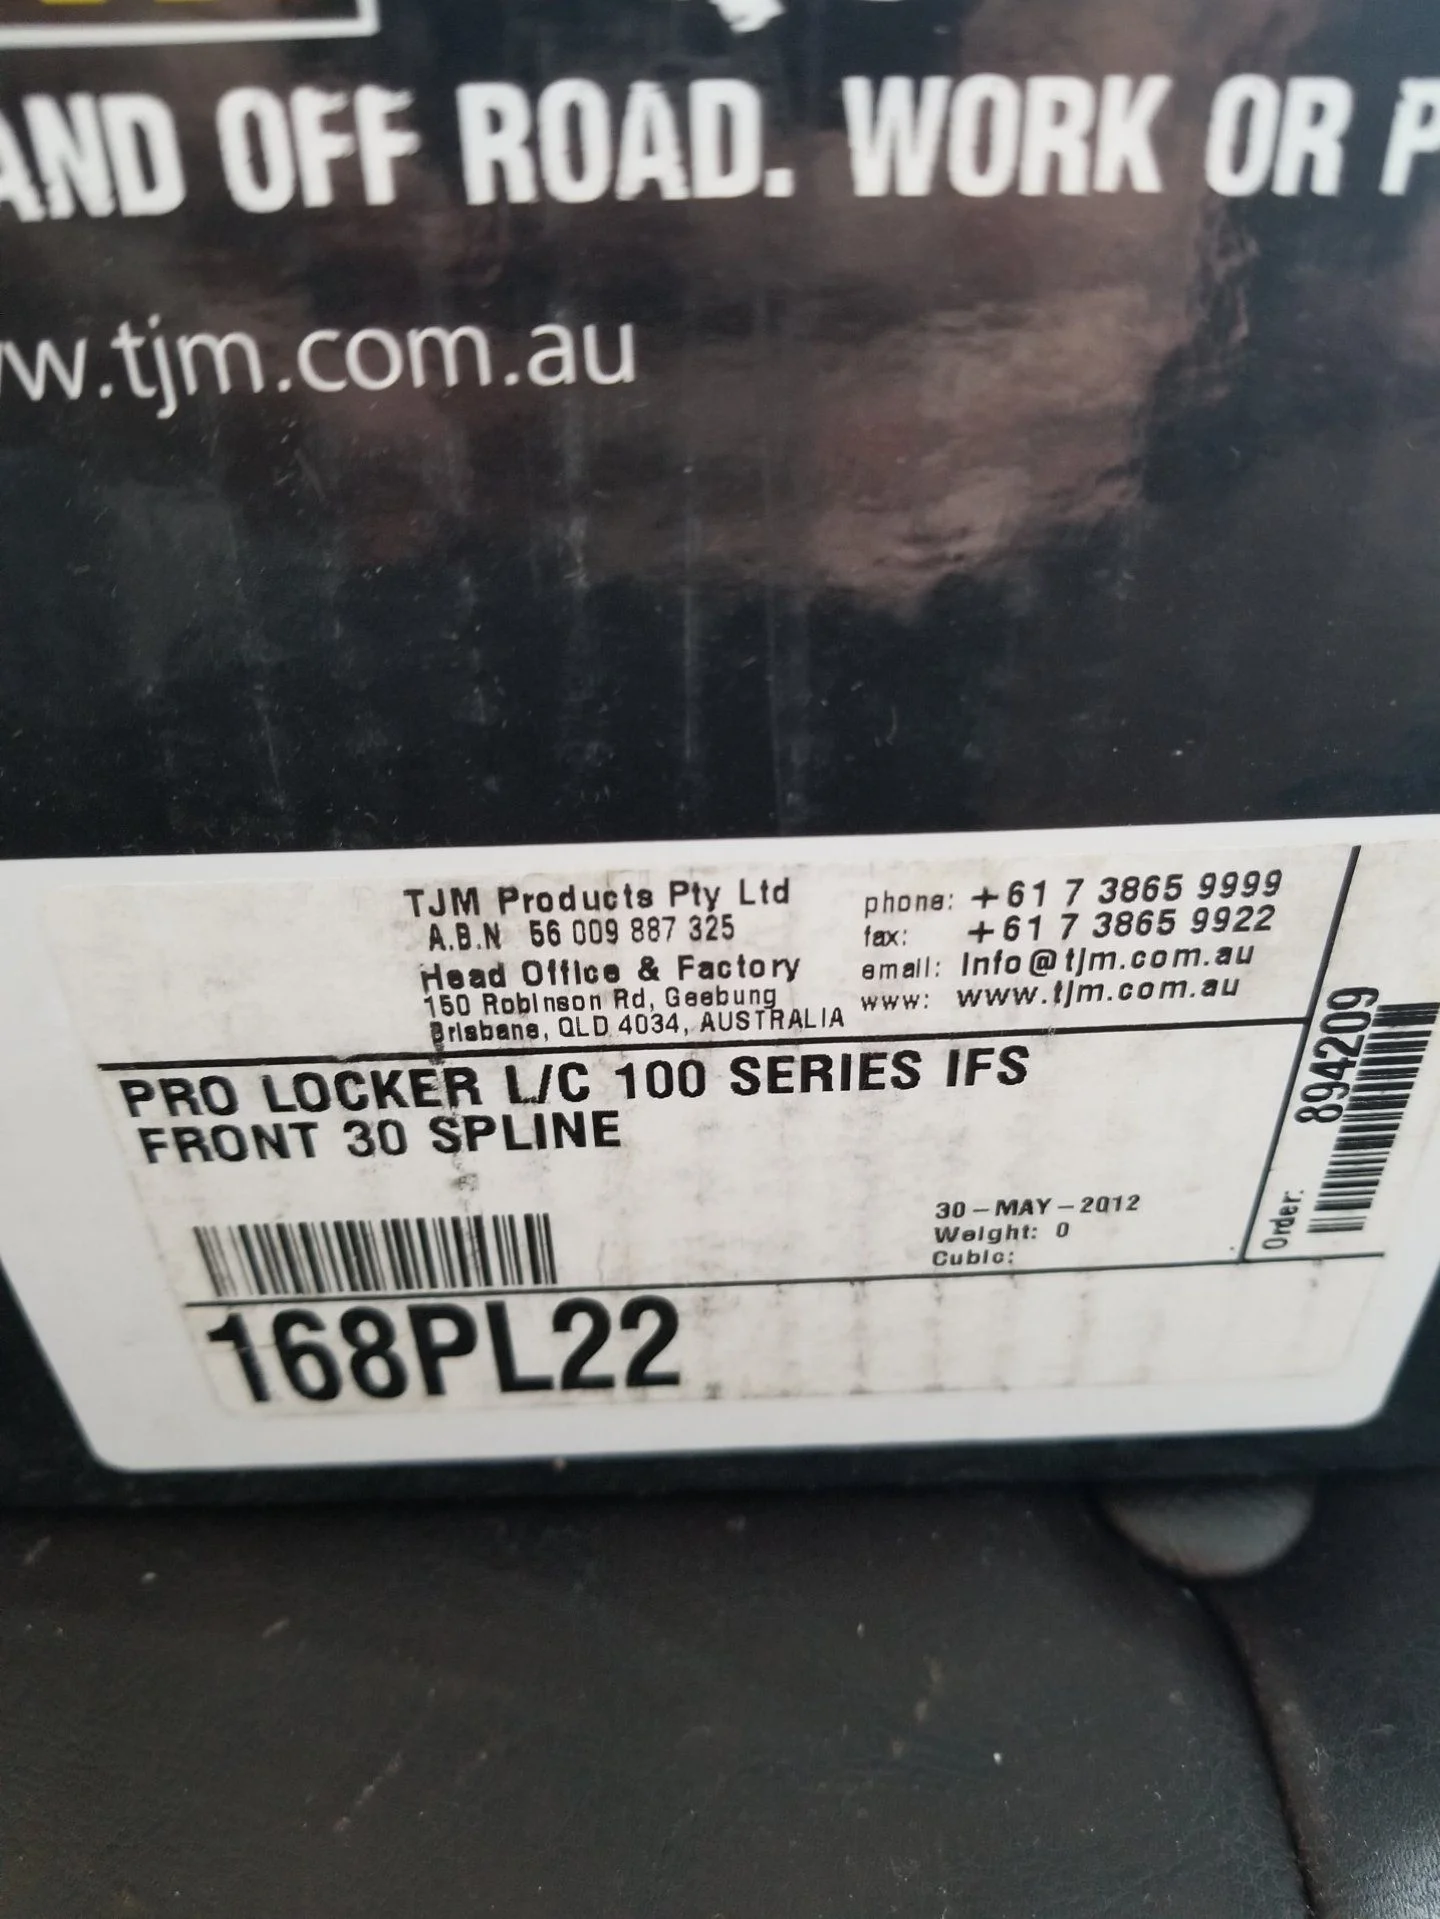 AND OFF ROAD. WORK OR P
w.tjm.com.au
TJM Products Pty Ltd
A.B.N 56 009 887 325
Head Office & Factory
150 Robinson Rd, Geebung
Brisbane, QLD 4034, AUSTRALIA
phone: +61 7 3865 9999
fax: +61 7 3865 9922
email: Info@tjm.com.au
www: www.tjm.com.au
PRO LOCKER L/C 100 SERIES IFS
FRONT 30 SPLINE
30-MAY-2012
Weight: 0
Cubic:
Order: 894209
168PL22